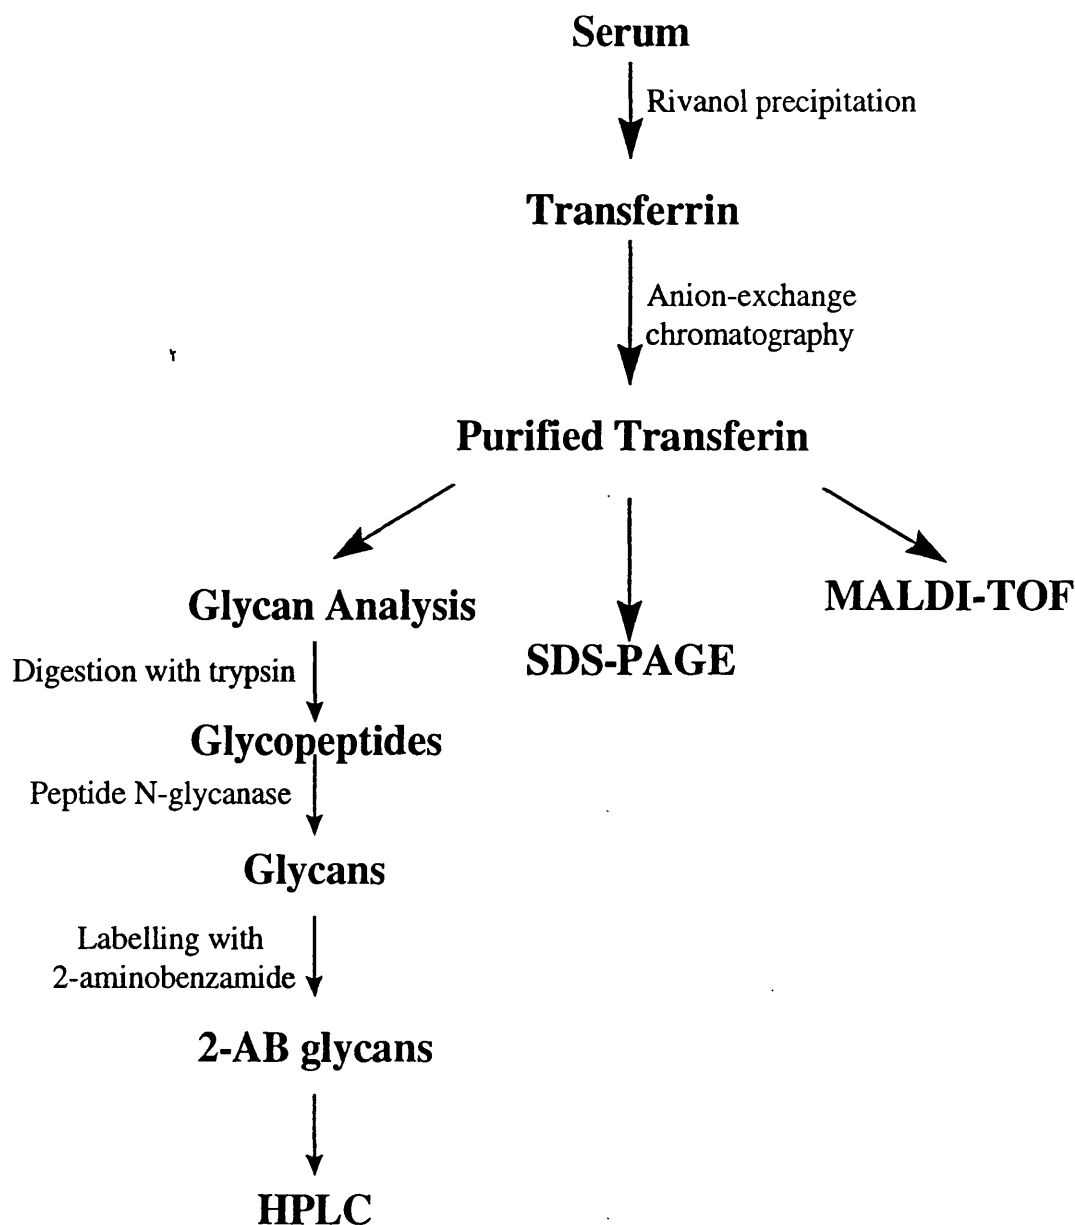 Serum
Rivanol precipitation
Transferrin
Anion-exchange
chromatography
Purified Transferin
Glycan Analysis
SDS-PAGE
MALDI-TOF
Digestion with trypsin
Glycopeptides
Peptide N-glycanase
Glycans
Labelling with
2-aminobenzamide
2-AB glycans
HPLC